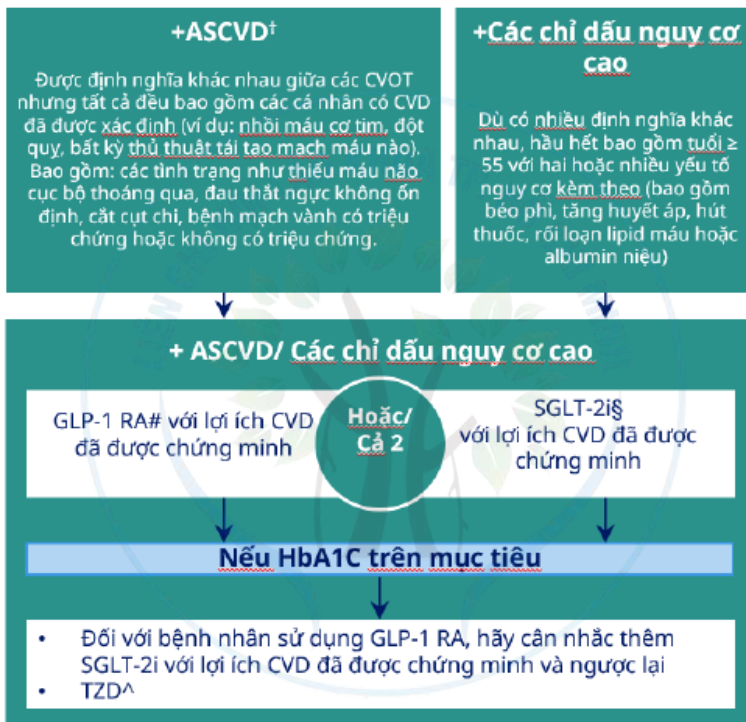 +ASCVD†
Được định nghĩa khác nhau giữa các CVOT
nhưng tất cả đều bao gồm các cá nhân có CVD
đã được xác định (ví dụ: nhồi máu cơ tim, đột
quỵ, bất kỳ thủ thuật tái tạo mạch máu nào).
Bao gồm: các tình trạng như thiếu máu não
cục bộ thoáng qua, đau thắt ngực không ổn
định, cắt cụt chi, bệnh mạch vành có triệu
chứng hoặc không có triệu chứng.
+Các chỉ dấu nguy cơ
cao
Dù có nhiều định nghĩa khác
nhau, hầu hết bao gồm tuổi ≥
55 với hai hoặc nhiều yếu tố
nguy cơ kèm theo (bao gồm
béo phì, tăng huyết áp, hút
thuốc, rối loạn lipid máu hoặc
albumin niệu)
+ ASCVD/ Các chỉ dấu nguy cơ cao
GLP-1 RA# với lợi ích CVD
đã được chứng minh
Hoặc/
Cả 2
SGLT-2i§
với lợi ích CVD đã được
chứng minh
Nếu HbA1C trên mục tiêu
• Đối với bệnh nhân sử dụng GLP-1 RA, hãy cân nhắc thêm
SGLT-2i với lợi ích CVD đã được chứng minh và ngược lại
• TZD^